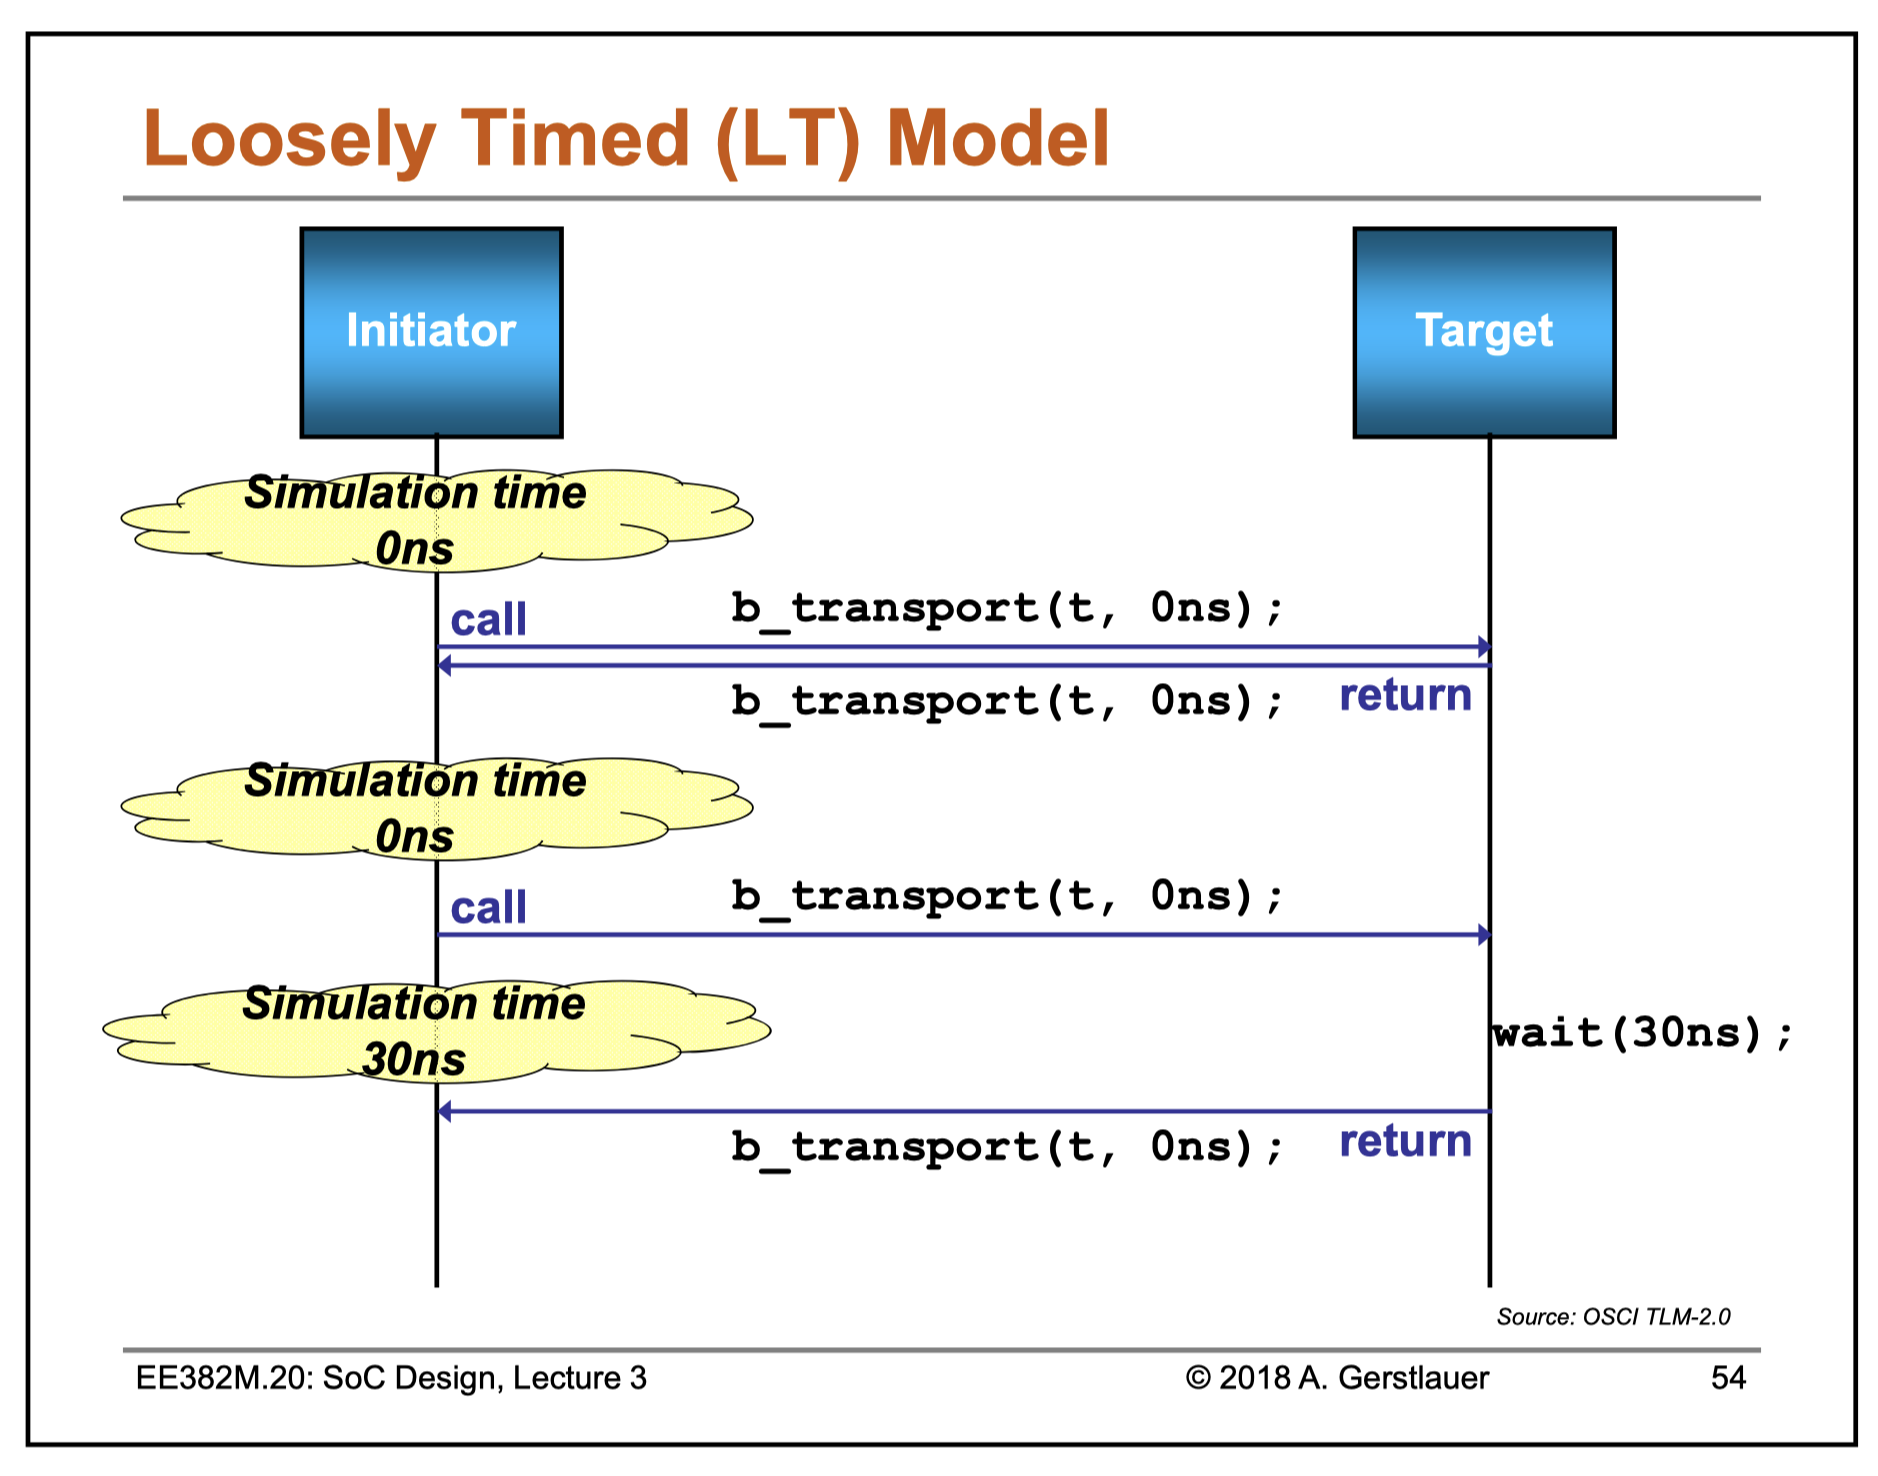 Loosely Timed (LT) Model
Initiator
Target
Simulation time
0ns
call
b_transport(t, 0ns);
b_transport(t, 0ns);
return
Simulation time
0ns
call
b_transport(t, 0ns);
Simulation time
30ns
wait(30ns);
b_transport(t, 0ns);
return
Source: OSCI TLM-2.0
EE382M.20: SoC Design, Lecture 3
© 2018 A. Gerstlauer
54